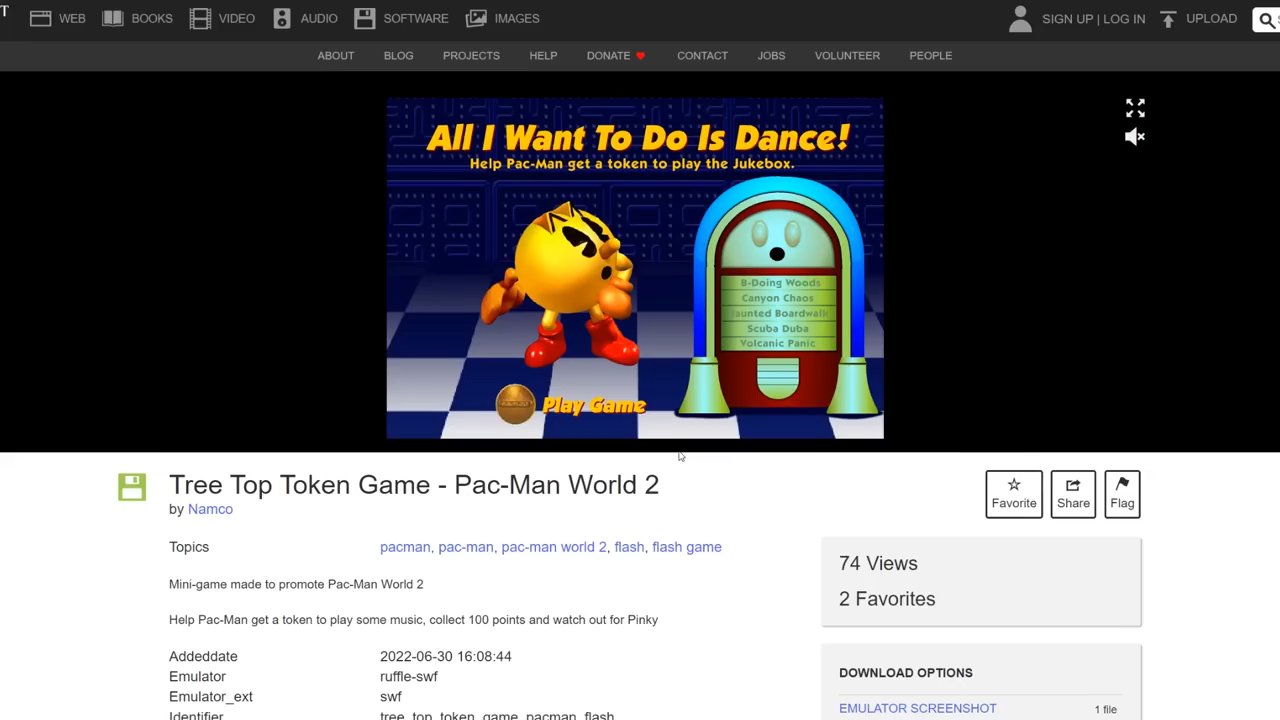 T
WEB BOOKS VIDEO AUDIO SOFTWARE IMAGES SIGN UP | LOG IN UPLOAD
ABOUT BLOG PROJECTS HELP DONATE CONTACT JOBS VOLUNTEER PEOPLE
All I Want To Do Is Dance!
Help Pac-Man get a token to play the Jukebox.
B-Doing Woods
Canyon Chaos
Haunted Boardwalk
Scuba Duba
Volcanic Panic
Play Game
Tree Top Token Game - Pac-Man World 2
by Namco
Favorite Share Flag
Topics pacman, pac-man, pac-man world 2, flash, flash game
Mini-game made to promote Pac-Man World 2
Help Pac-Man get a token to play some music, collect 100 points and watch out for Pinky
Addeddate 2022-06-30 16:08:44
Emulator ruffle-swf
Emulator_ext swf
Identifier tree_top_token_game_pacman_flash
74 Views
2 Favorites
DOWNLOAD OPTIONS
EMULATOR SCREENSHOT 1 file